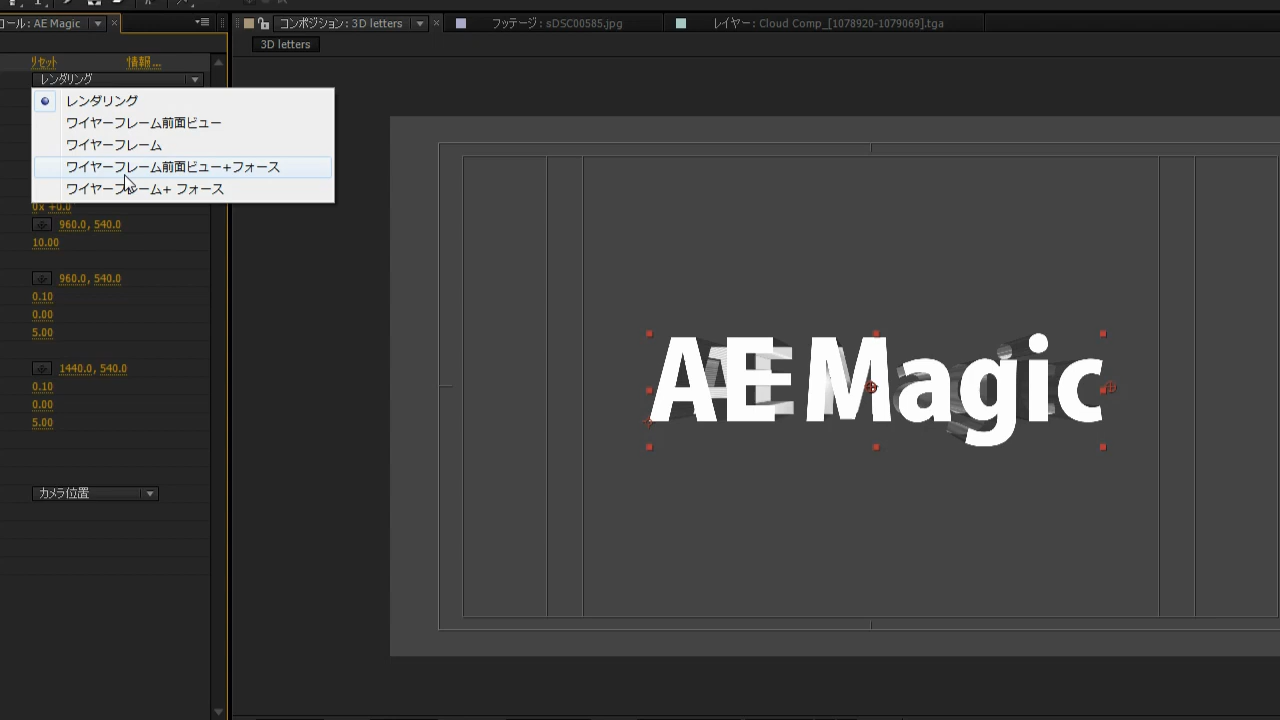 ロール: AE Magic
コンポジション: 3D letters
フッテージ: sDSC00585.jpg
レイヤー: Cloud Comp_[1078920-1079069].tga
3D letters
リセット 情報...
レンダリング
レンダリング
ワイヤーフレーム前面ビュー
ワイヤーフレーム
ワイヤーフレーム前面ビュー+フォース
ワイヤーフレーム+ フォース
0x +0.0
960.0, 540.0
10.00
960.0, 540.0
0.10
0.00
5.00
1440.0, 540.0
0.10
0.00
5.00
カメラ位置
AE Magic